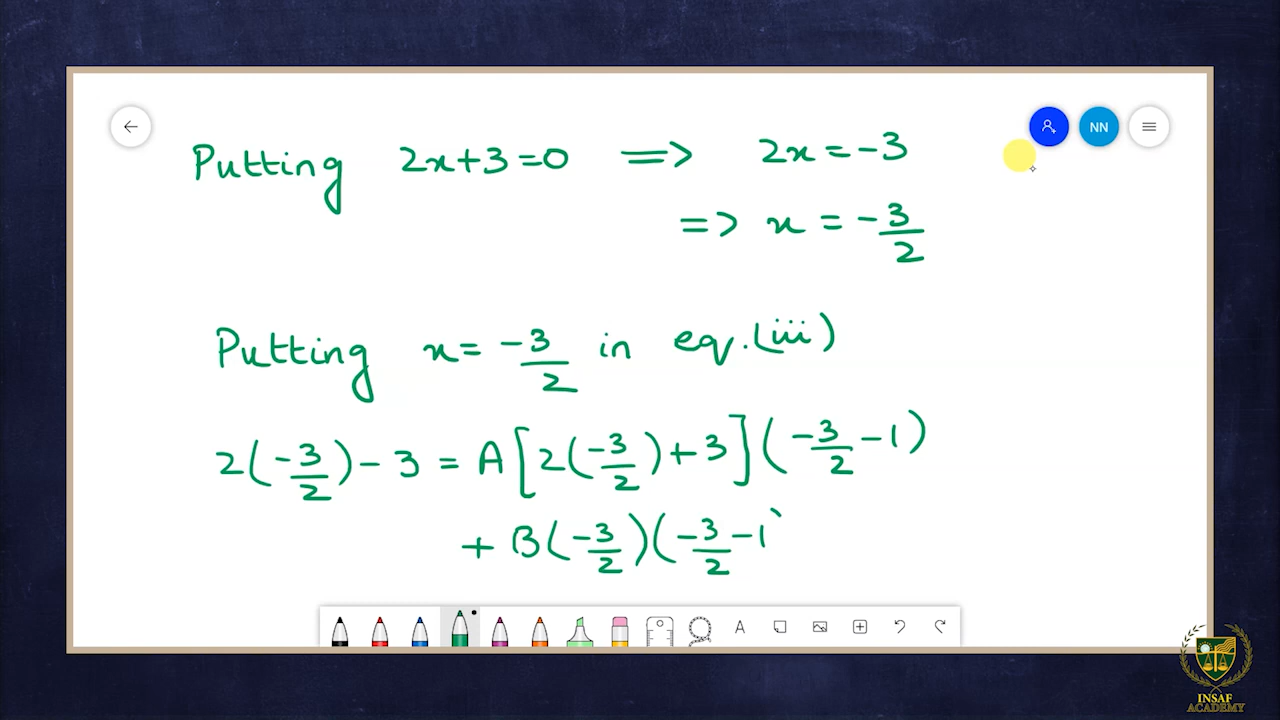 Putting 2x+3=0 => 2x=-3
=> x=-3/2
Putting x=-3/2 in eq.(iii)
2(-3/2)-3=A[2(-3/2)+3](-3/2-1)
+B(-3/2)(-3/2-1
NN
A
INSAF
ACADEMY